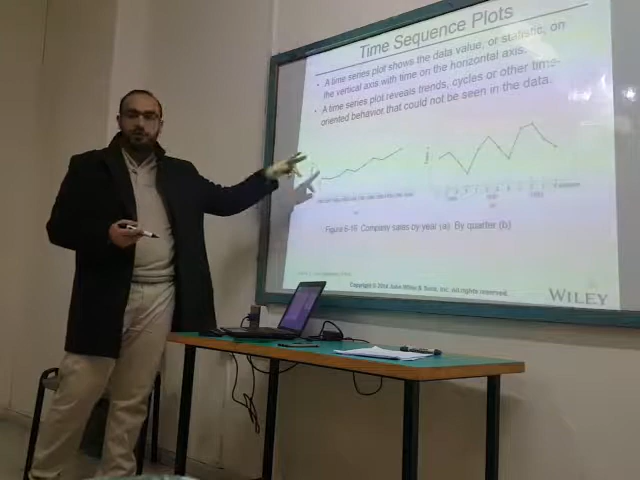 Time Sequence Plots
• A time series plot shows the data value, or statistic, on
the vertical axis with time on the horizontal axis.
• A time series plot reveals trends, cycles or other time-
oriented behavior that could not be seen in the data.
Figure 6-16 Company sales by year (a). By quarter (b)
Copyright © 2014 John Wiley & Sons, Inc. All rights reserved.
WILEY